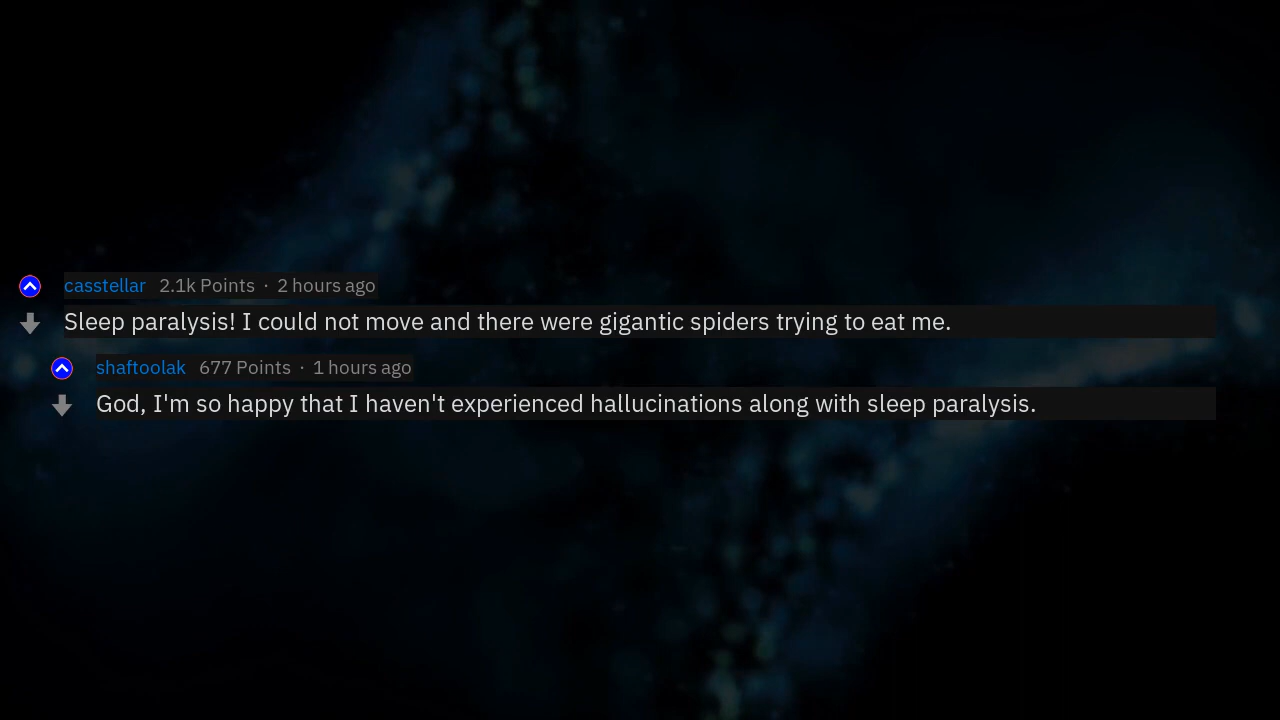 casstellar 2.1k Points · 2 hours ago
Sleep paralysis! I could not move and there were gigantic spiders trying to eat me.
shaftoolak 677 Points · 1 hours ago
God, I'm so happy that I haven't experienced hallucinations along with sleep paralysis.